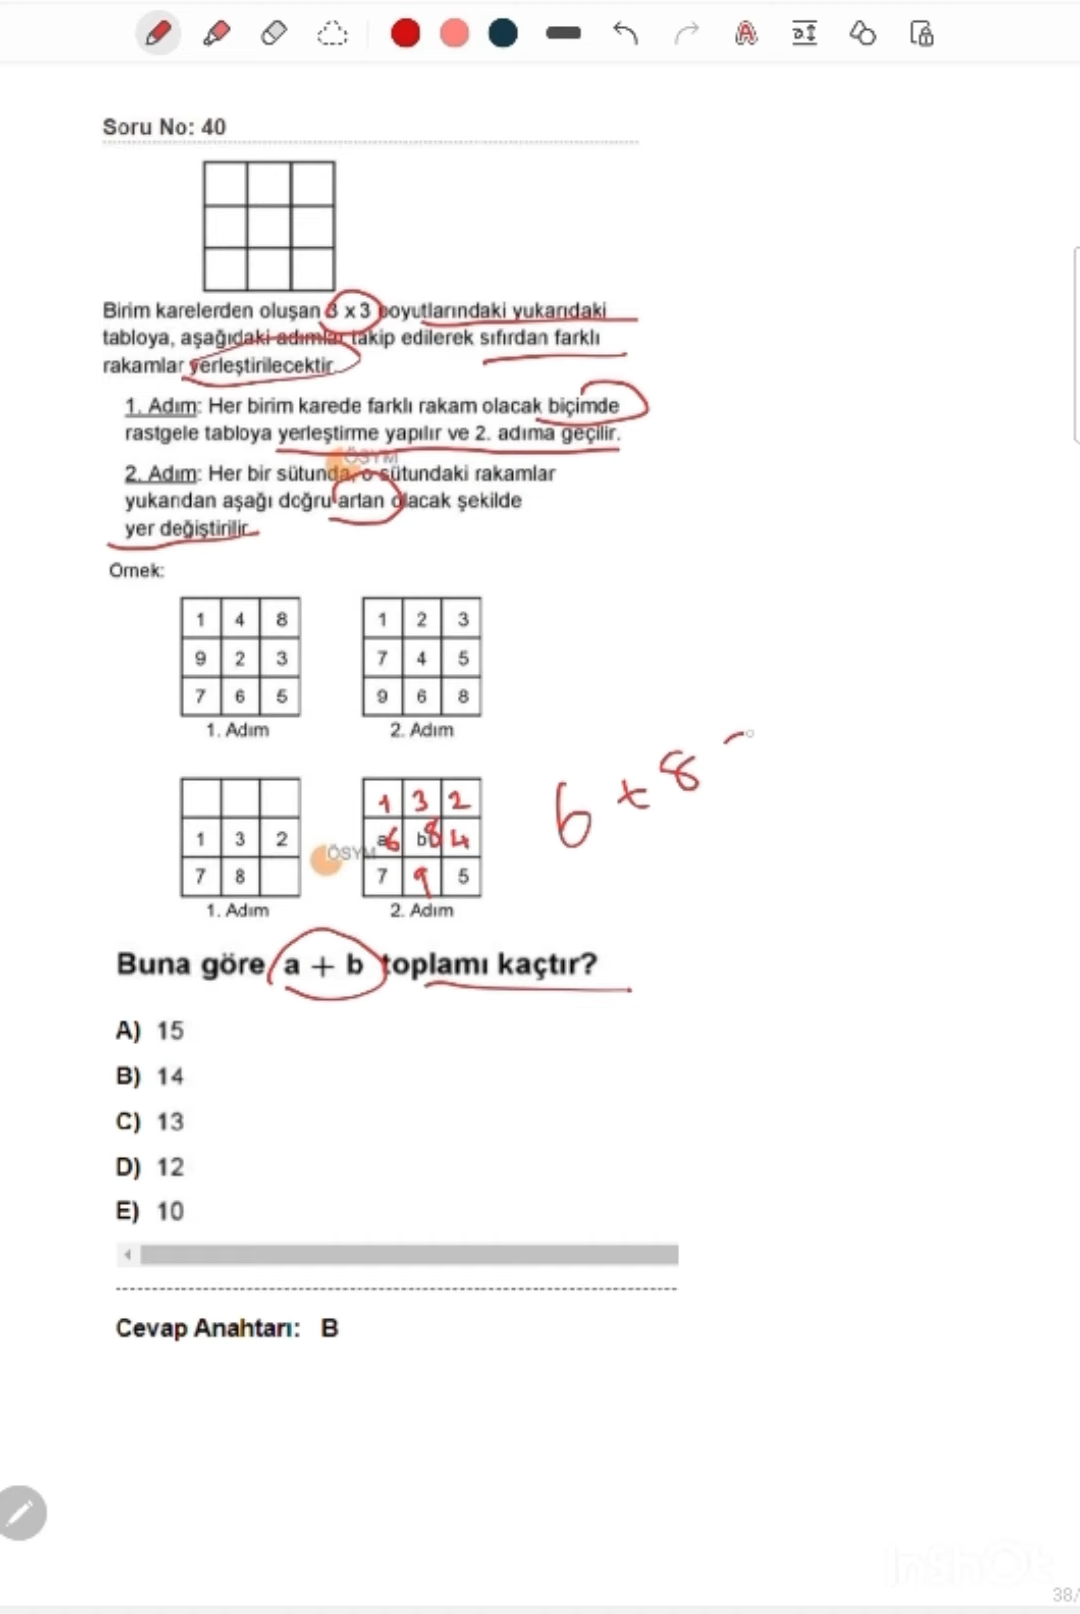 Soru No: 40
Birim karelerden oluşan 3 x 3 boyutlarındaki yukarıdaki
tabloya, aşağıdaki adımlar takip edilerek sıfırdan farklı
rakamlar yerleştirilecektir.
1. Adım: Her birim karede farklı rakam olacak biçimde
rastgele tabloya yerleştirme yapılır ve 2. adıma geçilir.
ÖSYM
2. Adım: Her bir sütunda, o sütundaki rakamlar
yukarıdan aşağı doğru artan olacak şekilde
yer değiştirilir.
Örnek:
1 4 8
9 2 3
7 6 5
1. Adım
1 2 3
7 4 5
9 6 8
2. Adım
1 3 2
7 8
1. Adım
ÖSYM
1 3 2
a 6 b 8 4
7 9 5
2. Adım
6 + 8
Buna göre a + b toplamı kaçtır?
A) 15
B) 14
C) 13
D) 12
E) 10
Cevap Anahtarı: B
InShOt
38/